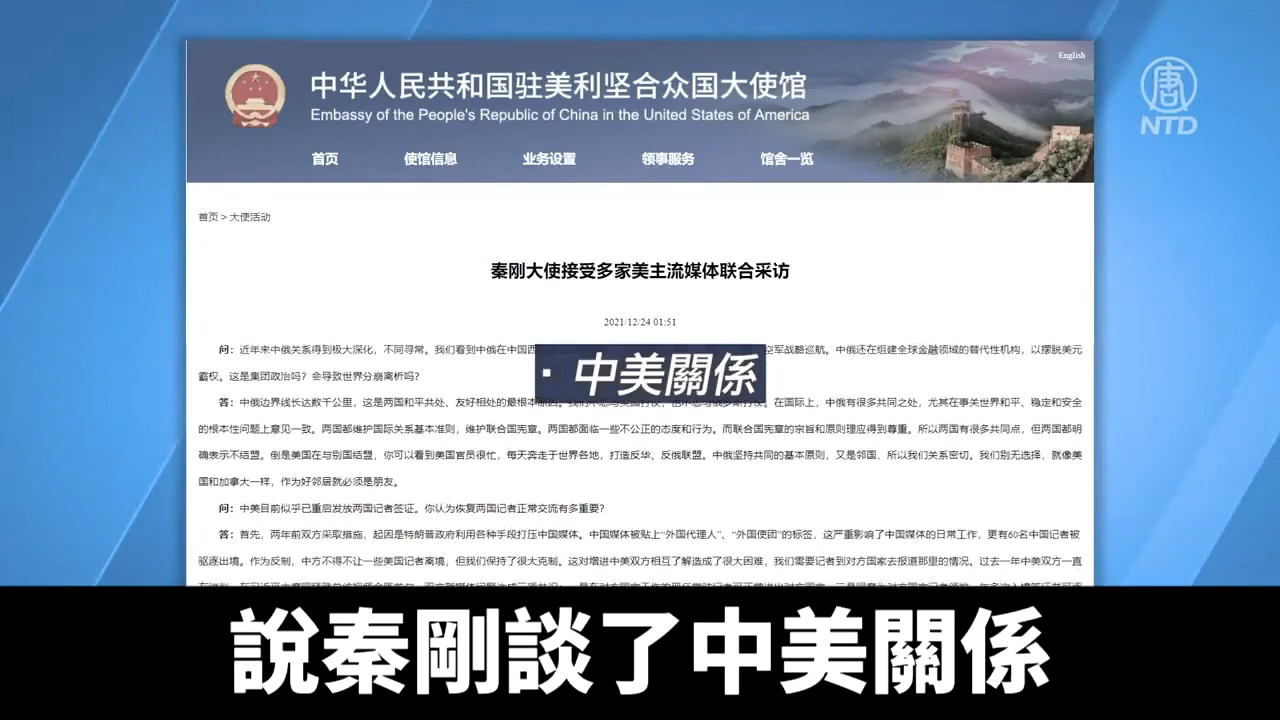 English
中华人民共和国驻美利坚合众国大使馆
Embassy of the People's Republic of China in the United States of America
首页 使馆信息 业务设置 领事服务 馆舍一览
唐
NTD
首页 > 大使活动
秦刚大使接受多家美主流媒体联合采访
2021/12/24 01:51
问：近年来中俄关系得到极大深化，不同寻常。我们看到中俄在中国西 空军战略巡航。中俄还在组建全球金融领域的替代性机构，以摆脱美元
霸权。这是集团政治吗？会导致世界分崩离析吗？
· 中美關係
答：中俄边界线长达数千公里，这是两国和平共处、友好相处的最根本原因。 在国际上，中俄有很多共同之处，尤其在事关世界和平、稳定和安全
的根本性问题上意见一致。两国都维护国际关系基本准则，维护联合国宪章。两国都面临一些不公正的态度和行为。而联合国宪章的宗旨和原则理应得到尊重。所以两国有很多共同点，但两国都明
确表示不结盟。倒是美国在与别国结盟，你可以看到美国官员很忙，每天奔走于世界各地，打造反华、反俄联盟。中俄坚持共同的基本原则，又是邻国，所以我们关系密切。我们别无选择，就像美
国和加拿大一样，作为好邻居就必须是朋友。
问：中美目前似乎已重启发放两国记者签证。你认为恢复两国记者正常交流有多重要？
答：首先，两年前双方采取措施，起因是特朗普政府利用各种手段打压中国媒体。中国媒体被贴上“外国代理人”、“外国使团”的标签，这严重影响了中国媒体的日常工作，更有60名中国记者被
驱逐出境。作为反制，中方不得不让一些美国记者离境，但我们保持了很大克制。这对增进中美双方相互了解造成了很大困难，我们需要记者到对方国家去报道那里的情况。过去一年中美双方一直
說秦剛談了中美關係